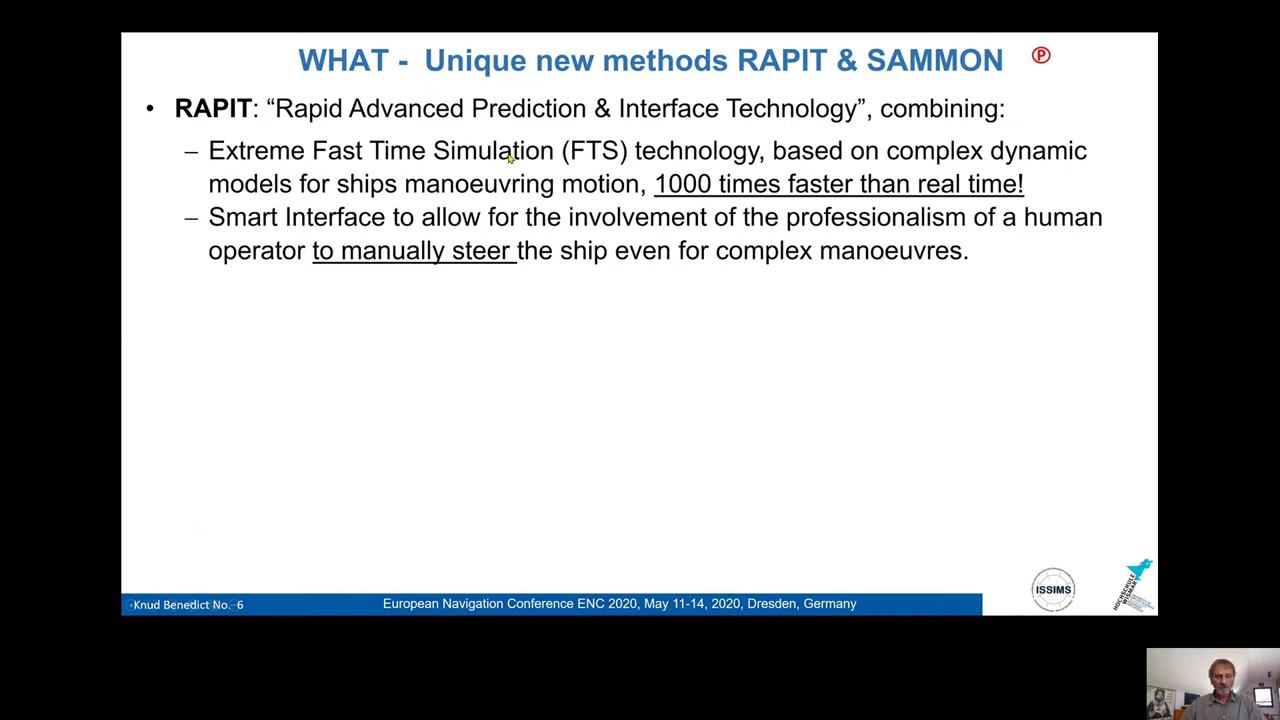 WHAT - Unique new methods RAPIT & SAMMON Ⓟ
• RAPIT: “Rapid Advanced Prediction & Interface Technology”, combining:
– Extreme Fast Time Simulation (FTS) technology, based on complex dynamic
models for ships manoeuvring motion, 1000 times faster than real time!
– Smart Interface to allow for the involvement of the professionalism of a human
operator to manually steer the ship even for complex manoeuvres.
ISSIMS
HOCHSCHULE
WISMAR
Knud Benedict No. 6
European Navigation Conference ENC 2020, May 11-14, 2020, Dresden, Germany